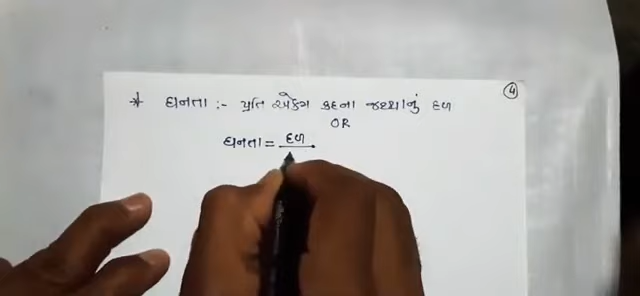 ④
* ઘનતા :- પ્રતિ એકમ કદના જથ્થાનું દળ
OR
ઘનતા = દળ